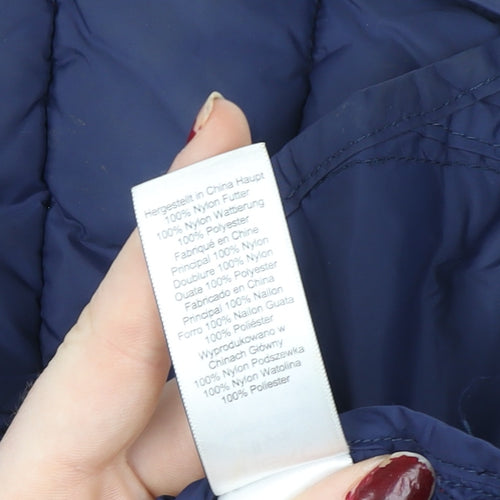 Hergestellt in China Haupt
100% Nylon Futter
100% Nylon Wattierung
100% Polyester
Fabriqué en Chine
Principal 100% Nylon
Doublure 100% Nylon
Ouate 100% Polyester
Fabricado en China
Principal 100% Nailon
Forro 100% Nailon Guata
100% Poliéster
Wyprodukowano w
Chinach Główny
100% Nylon Podszewka
100% Nylon Watolina
100% Poliester